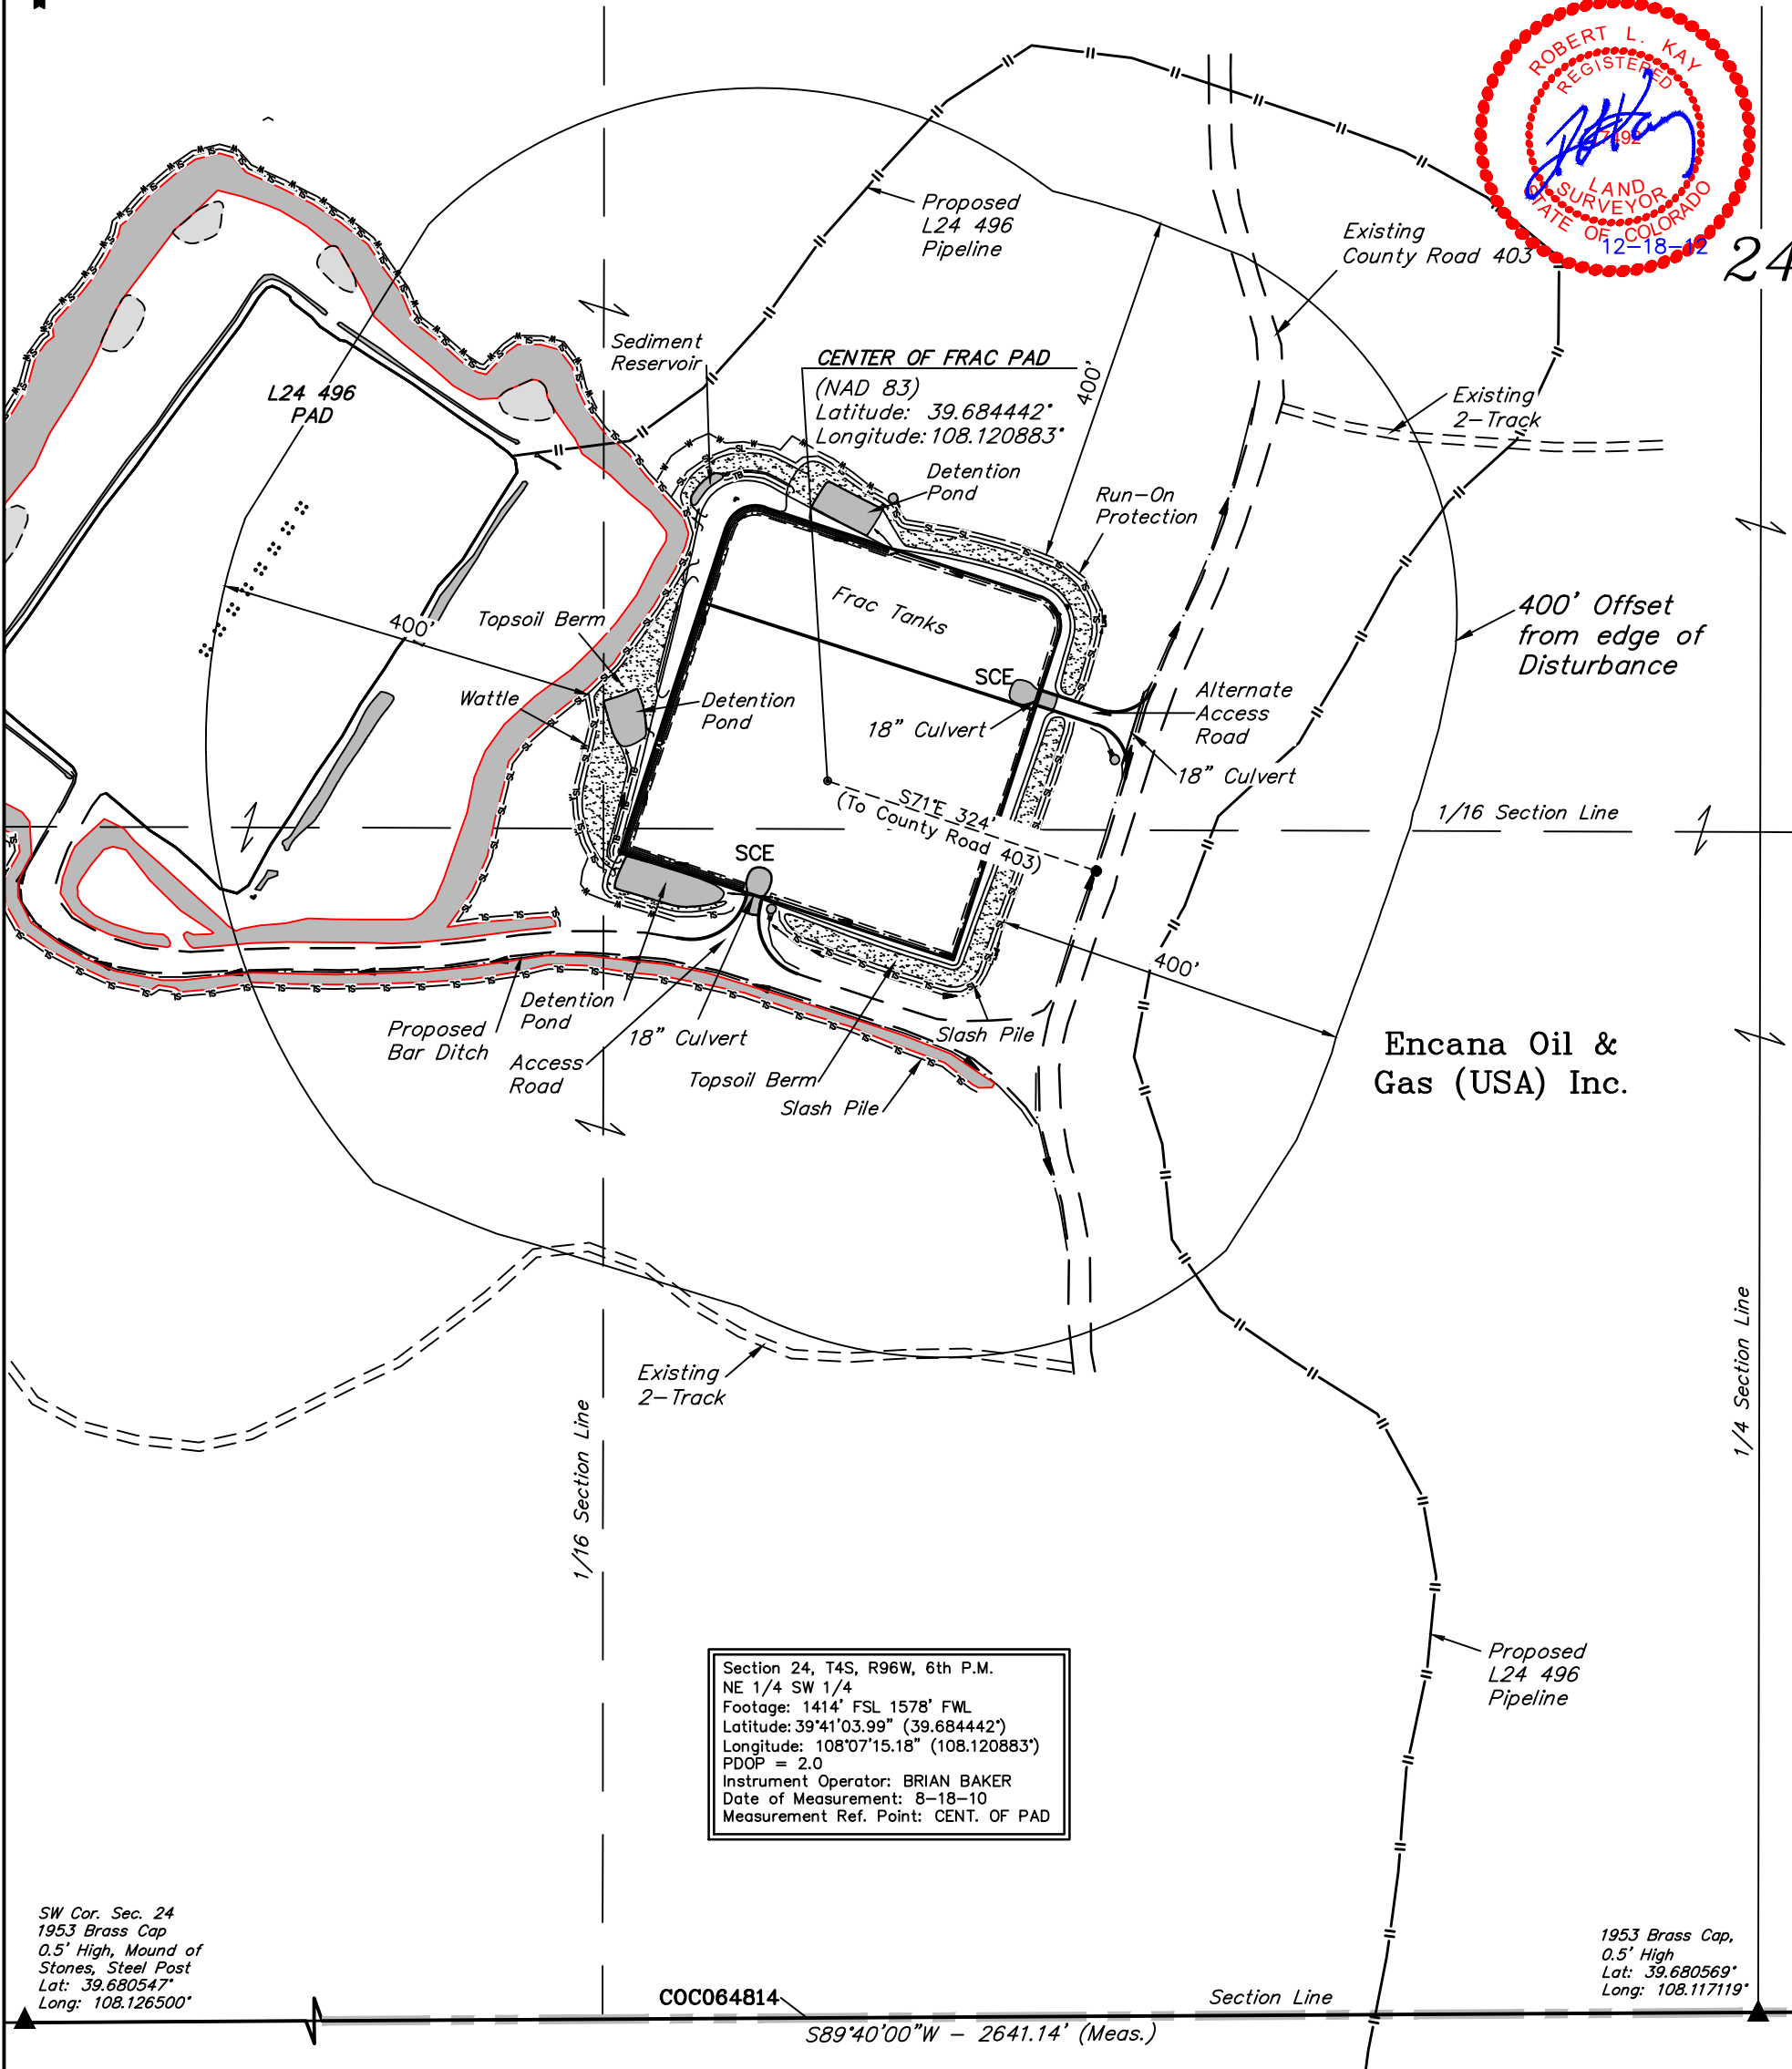 ROBERT L. KAY
REGISTERED
7492
LAND
SURVEYOR
STATE OF COLORADO
12-18-12
24
Proposed
L24 496
Pipeline
Existing
County Road 403
Sediment
Reservoir
CENTER OF FRAC PAD
(NAD 83)
Latitude: 39.684442°
Longitude: 108.120883°
400'
L24 496
PAD
Existing
2-Track
Detention
Pond
Run-On
Protection
Frac Tanks
400' Offset
from edge of
Disturbance
400'
Topsoil Berm
Wattle
Detention
Pond
SCE
18" Culvert
Alternate
Access
Road
18" Culvert
S71°E 324'
(To County Road 403)
1/16 Section Line
SCE
400'
Detention
Pond
Proposed
Bar Ditch
18" Culvert
Access
Road
Slash Pile
Topsoil Berm
Slash Pile
Encana Oil &
Gas (USA) Inc.
Existing
2-Track
1/16 Section Line
1/4 Section Line
Proposed
L24 496
Pipeline
Section 24, T4S, R96W, 6th P.M.
NE 1/4 SW 1/4
Footage: 1414' FSL 1578' FWL
Latitude: 39°41'03.99" (39.684442°)
Longitude: 108°07'15.18" (108.120883°)
PDOP = 2.0
Instrument Operator: BRIAN BAKER
Date of Measurement: 8-18-10
Measurement Ref. Point: CENT. OF PAD
SW Cor. Sec. 24
1953 Brass Cap
0.5' High, Mound of
Stones, Steel Post
Lat: 39.680547°
Long: 108.126500°
1953 Brass Cap,
0.5' High
Lat: 39.680569°
Long: 108.117119°
COC064814
Section Line
S89°40'00"W - 2641.14' (Meas.)